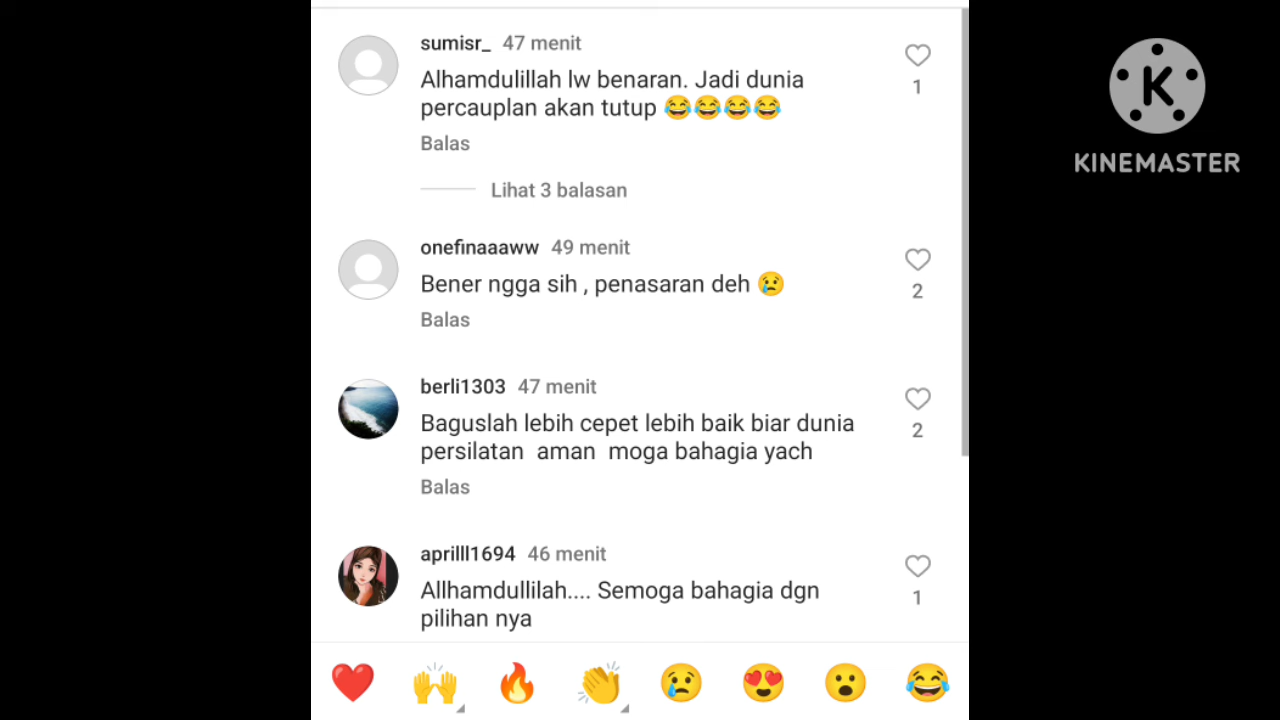 sumisr_ 47 menit
Alhamdulillah lw benaran. Jadi dunia
percauplan akan tutup 😂😂😂😂
1
Balas
Lihat 3 balasan
onefinaaaww 49 menit
Bener ngga sih , penasaran deh 😢
2
Balas
berli1303 47 menit
Baguslah lebih cepet lebih baik biar dunia
persilatan aman moga bahagia yach
2
Balas
aprilll1694 46 menit
Allhamdullilah.... Semoga bahagia dgn
pilihan nya
1
K
KINEMASTER